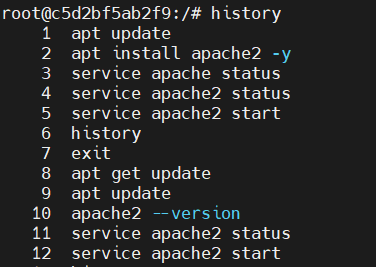 root@c5d2bf5ab2f9:/# history
1 apt update
2 apt install apache2 -y
3 service apache status
4 service apache2 status
5 service apache2 start
6 history
7 exit
8 apt get update
9 apt update
10 apache2 --version
11 service apache2 status
12 service apache2 start